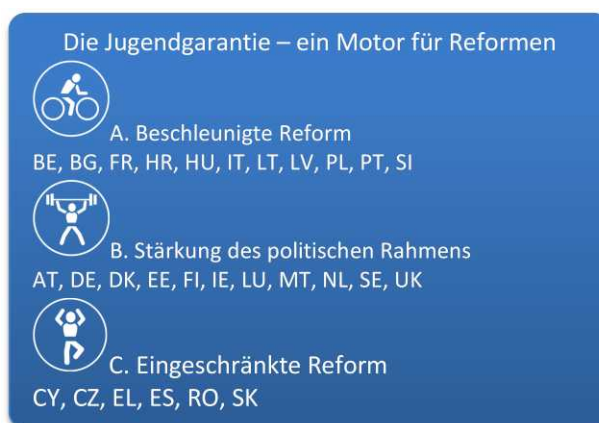 Die Jugendgarantie – ein Motor für Reformen
A. Beschleunigte Reform
BE, BG, FR, HR, HU, IT, LT, LV, PL, PT, SI
B. Stärkung des politischen Rahmens
AT, DE, DK, EE, FI, IE, LU, MT, NL, SE, UK
C. Eingeschränkte Reform
CY, CZ, EL, ES, RO, SK